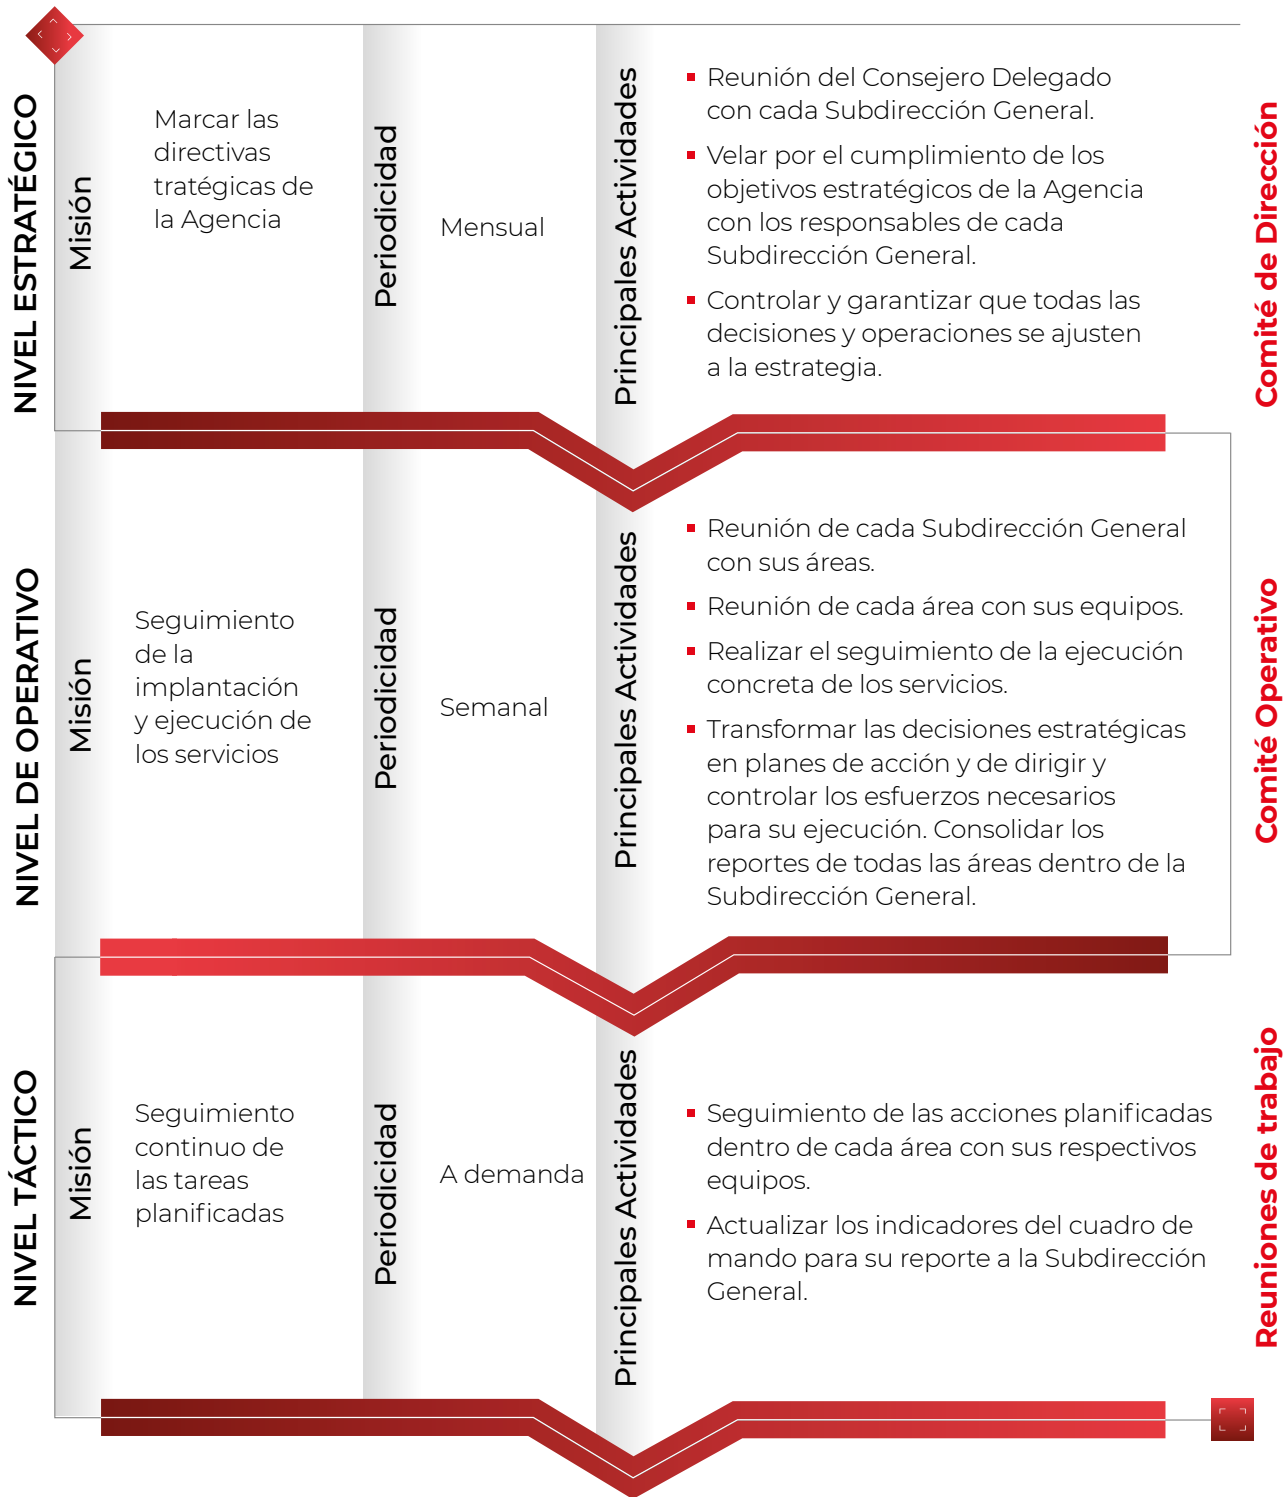 NIVEL ESTRATÉGICO
Misión
Marcar las
directivas
tratégicas de
la Agencia
Periodicidad
Mensual
Principales Actividades
Reunión del Consejero Delegado
con cada Subdirección General.
Velar por el cumplimiento de los
objetivos estratégicos de la Agencia
con los responsables de cada
Subdirección General.
Controlar y garantizar que todas las
decisiones y operaciones se ajusten
a la estrategia.
Comité de Dirección
NIVEL DE OPERATIVO
Misión
Seguimiento
de la
implantación
y ejecución de
los servicios
Periodicidad
Semanal
Principales Actividades
Reunión de cada Subdirección General
con sus áreas.
Reunión de cada área con sus equipos.
Realizar el seguimiento de la ejecución
concreta de los servicios.
Transformar las decisiones estratégicas
en planes de acción y de dirigir y
controlar los esfuerzos necesarios
para su ejecución. Consolidar los
reportes de todas las áreas dentro de la
Subdirección General.
Comité Operativo
NIVEL TÁCTICO
Misión
Seguimiento
continuo de
las tareas
planificadas
Periodicidad
A demanda
Principales Actividades
Seguimiento de las acciones planificadas
dentro de cada área con sus respectivos
equipos.
Actualizar los indicadores del cuadro de
mando para su reporte a la Subdirección
General.
Reuniones de trabajo